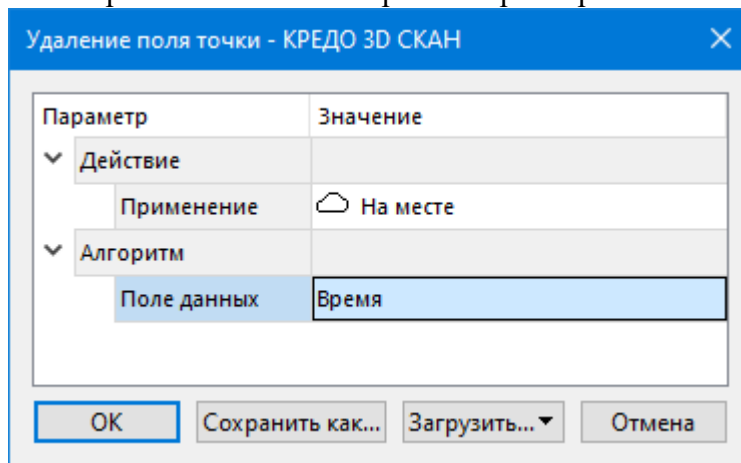 Удаление поля точки - КРЕДО 3D СКАН
Параметр Значение
Действие
Применение На месте
Алгоритм
Поле данных Время
OK Сохранить как... Загрузить... Отмена